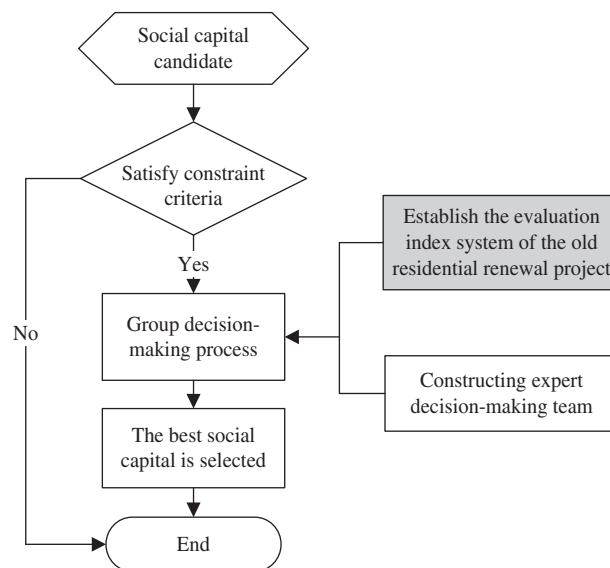 Social capital
candidate
Satisfy constraint
criteria
Yes
No
Establish the evaluation
index system of the old
residential renewal project
Group decision-
making process
Constructing expert
decision-making team
The best social
capital is selected
End